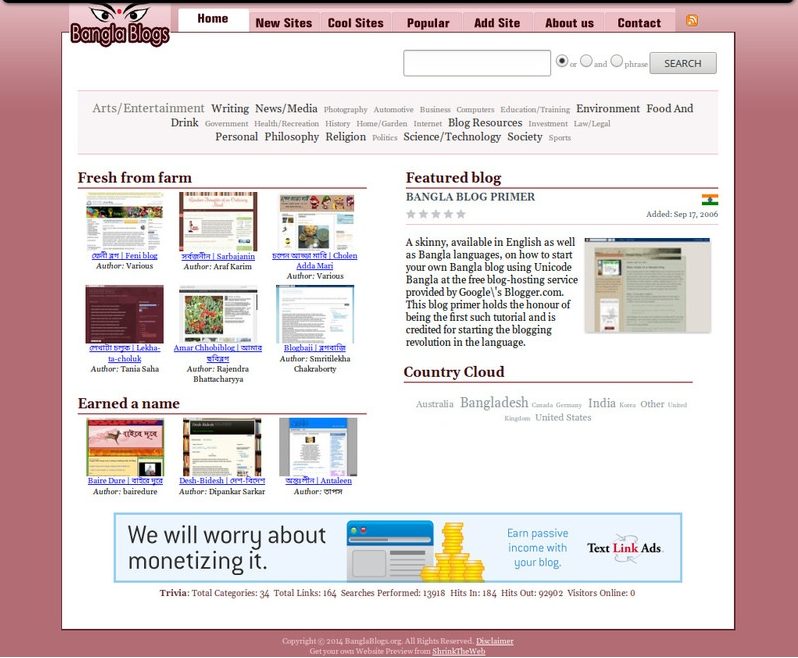 Bangla Blogs
Home New Sites Cool Sites Popular Add Site About us Contact
or and phrase SEARCH
Arts/Entertainment Writing News/Media Photography Automotive Business Computers Education/Training Environment Food And
Drink Government Health/Recreation History Home/Garden Internet Blog Resources Investment Law/Legal
Personal Philosophy Religion Politics Science/Technology Society Sports
Fresh from farm
ফেনী ব্লগ | Feni blog
Author: Various
সর্বজনীন | Sarbajanin
Author: Araf Karim
চলেন আড্ডা মারি | Cholen
Adda Mari
Author: Various
লেখাটা চলুক | Lekha-
ta-choluk
Author: Tania Saha
Amar Chhobiblog | আমার
ছবিব্লগ
Author: Rajendra
Bhattacharyya
Blogbaji | ব্লগবাজি
Author: Smritilekha
Chakraborty
Earned a name
Baire Dure | বাইরে দূরে
Author: bairedure
Desh-Bidesh | দেশ-বিদেশ
Author: Dipankar Sarkar
অন্তঃলীন | Antaleen
Author: তাপস
Featured blog
BANGLA BLOG PRIMER
Added: Sep 17, 2006
A skinny, available in English as well
as Bangla languages, on how to start
your own Bangla blog using Unicode
Bangla at the free blog-hosting service
provided by Google\'s Blogger.com.
This blog primer holds the honour of
being the first such tutorial and is
credited for starting the blogging
revolution in the language.
Country Cloud
Australia Bangladesh Canada Germany India Korea Other United
Kingdom United States
We will worry about
monetizing it.
Earn passive
income with
your blog.
Text Link Ads
Trivia: Total Categories: 34 Total Links: 164 Searches Performed: 13918 Hits In: 184 Hits Out: 92902 Visitors Online: 0
Copyright © 2014 BanglaBlogs.org. All Rights Reserved. Disclaimer
Get your own Website Preview from ShrinkTheWeb